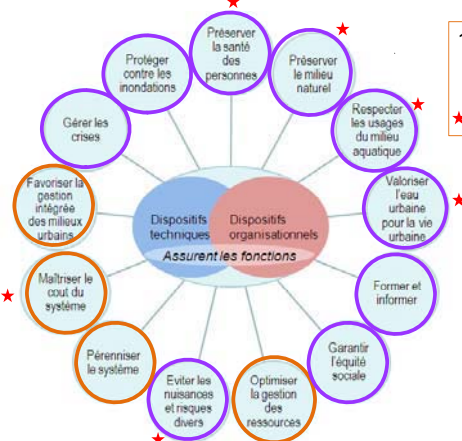 Préserver
la santé
des
personnes
Préserver
le milieu
naturel
Respecter
les usages
du milieu
aquatique
Valoriser
l'eau
urbaine
pour la vie
urbaine
Former et
informer
Garantir
l'équité
sociale
Optimiser
la gestion
des
ressources
Eviter les
nuisances
et risques
divers
Pérenniser
le système
Maîtriser le
cout du
système
Favoriser la
gestion
intégrée
des milieux
urbains
Gérer les
crises
Protéger
contre les
inondations
Dispositifs
techniques
Dispositifs
organisationnels
Assurent les fonctions